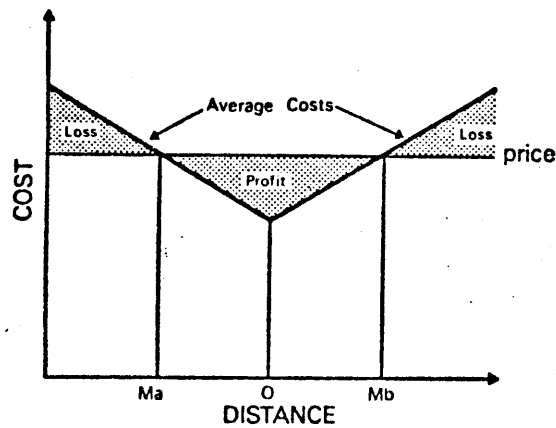 Average Costs
Loss
Loss
price
Profit
COST
Ma
O
Mb
DISTANCE